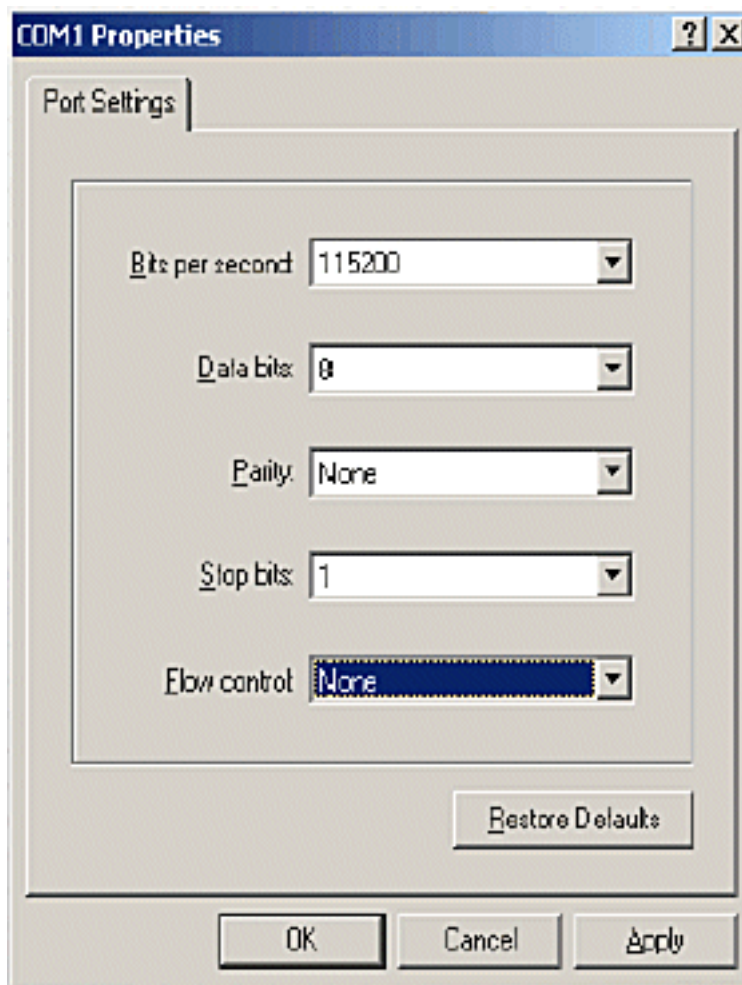 COM1 Properties
Port Settings
Bits per second: 115200
Data bits: 8
Parity: None
Stop bits: 1
Flow control: None
Restore Defaults
OK Cancel Apply